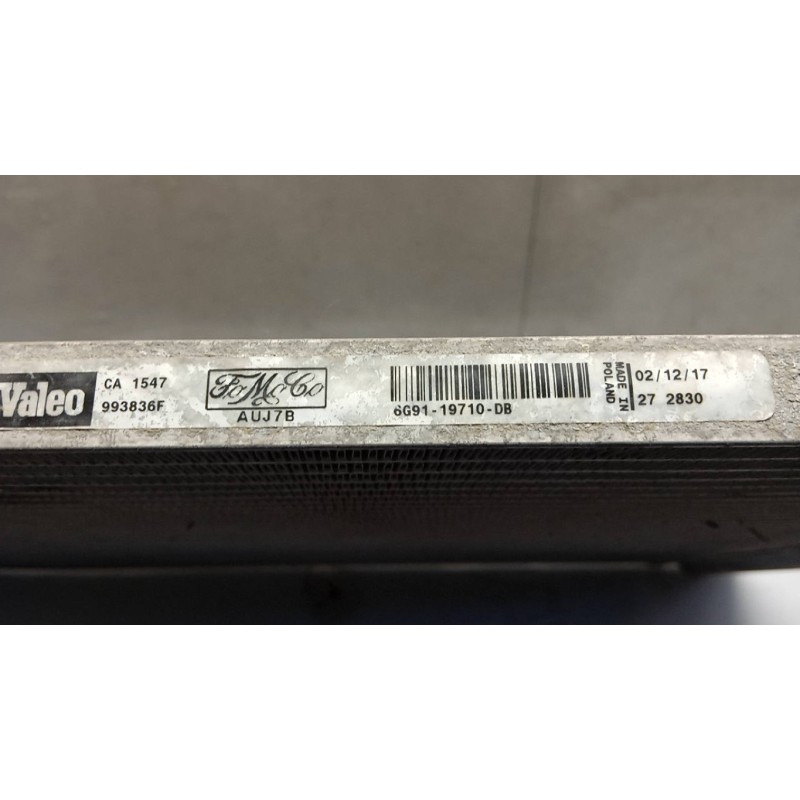 Valeo
CA 1547
993836F
FoMoCo
AUJ7B
6G91-19710-DB
MADE IN
POLAND
02/12/17
27 2830